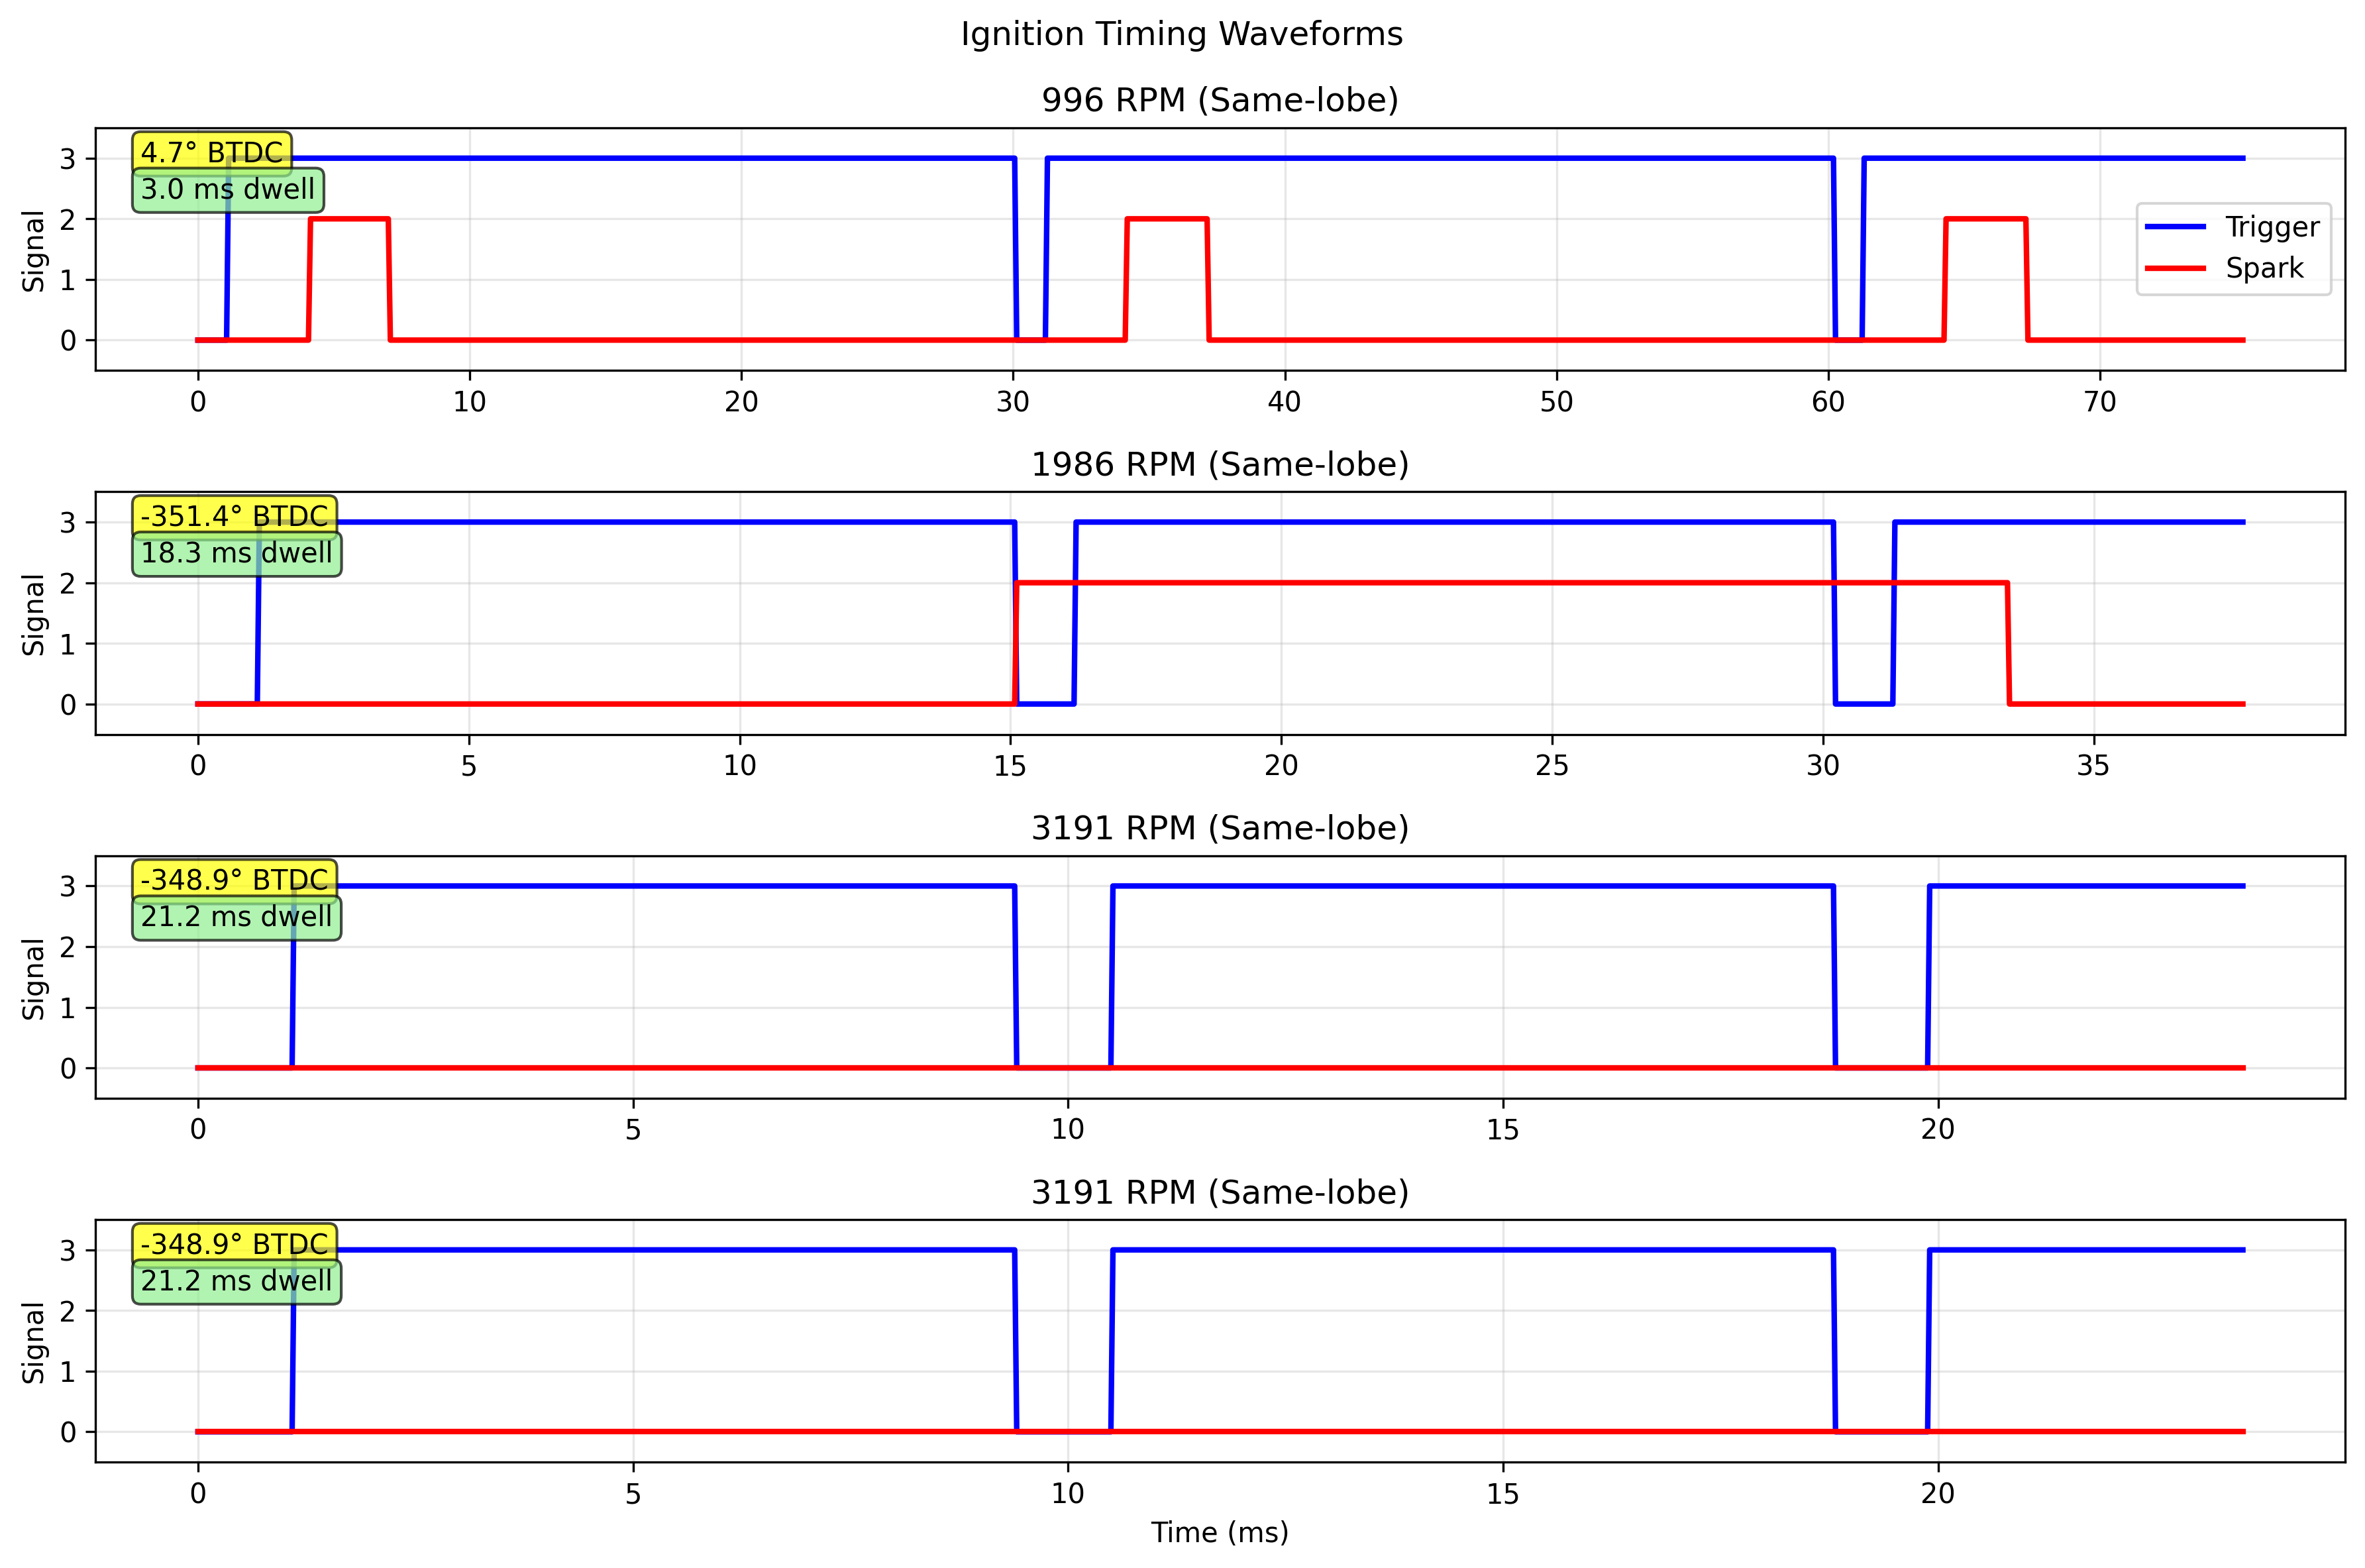 Ignition Timing Waveforms
996 RPM (Same-lobe)
4.7° BTDC
3.0 ms dwell
Signal
3
2
1
0
Trigger
Spark
0 10 20 30 40 50 60 70
1986 RPM (Same-lobe)
-351.4° BTDC
18.3 ms dwell
Signal
3
2
1
0
0 5 10 15 20 25 30 35
3191 RPM (Same-lobe)
-348.9° BTDC
21.2 ms dwell
Signal
3
2
1
0
0 5 10 15 20
3191 RPM (Same-lobe)
-348.9° BTDC
21.2 ms dwell
Signal
3
2
1
0
0 5 10 15 20
Time (ms)